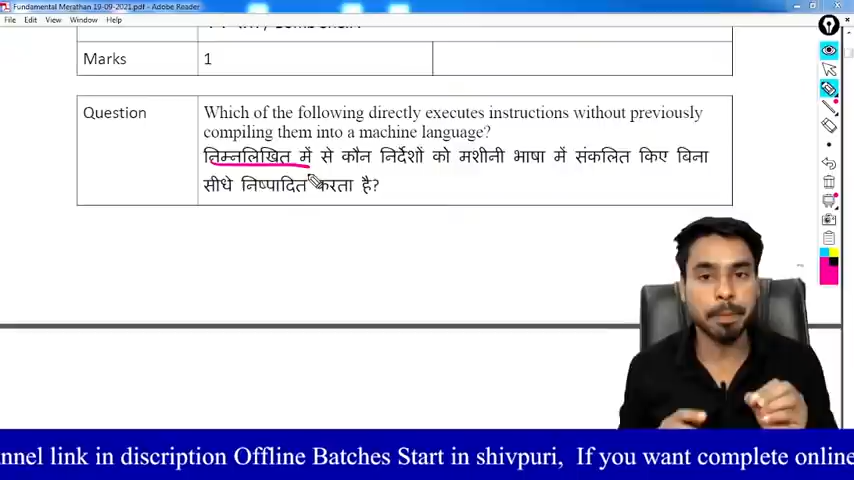 Fundamental Merathan 19-09-2021.pdf - Adobe Reader
File Edit View Window Help
Marks 1
Question Which of the following directly executes instructions without previously
compiling them into a machine language?
निम्नलिखित में से कौन निर्देशों को मशीनी भाषा में संकलित किए बिना
सीधे निष्पादित करता है?
nnel link in discription Offline Batches Start in shivpuri, If you want complete online